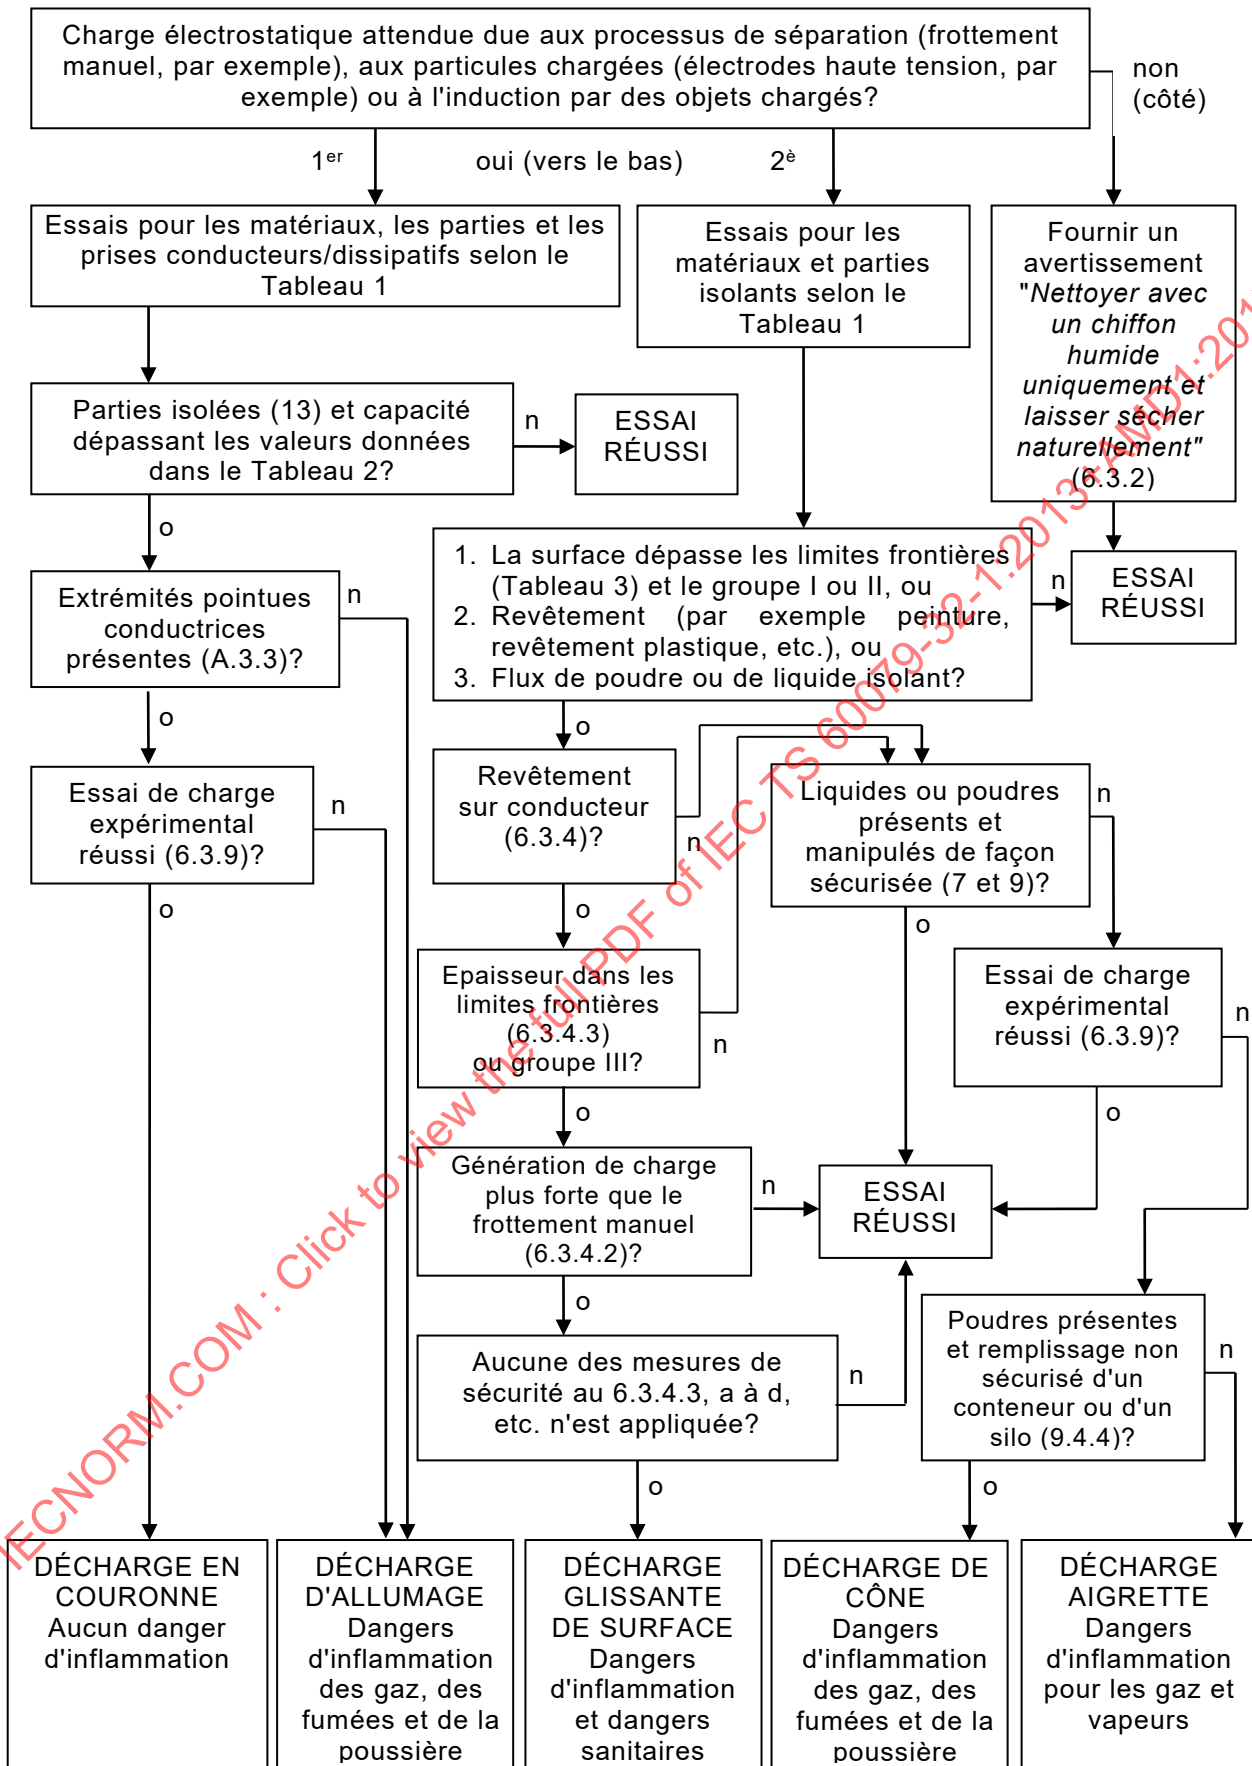 Charge électrostatique attendue due aux processus de séparation (frottement
manuel, par exemple), aux particules chargées (électrodes haute tension, par
exemple) ou à l'induction par des objets chargés?
non
(côté)
1er
oui (vers le bas)
2è
Essais pour les matériaux, les parties et les
prises conducteurs/dissipatifs selon le
Tableau 1
Essais pour les
matériaux et parties
isolants selon le
Tableau 1
Fournir un
avertissement
"Nettoyer avec
un chiffon
humide
uniquement et
laisser sécher
naturellement"
(6.3.2)
Parties isolées (13) et capacité
dépassant les valeurs données
dans le Tableau 2?
n
ESSAI
RÉUSSI
o
1. La surface dépasse les limites frontières
(Tableau 3) et le groupe I ou II, ou
2. Revêtement (par exemple peinture,
revêtement plastique, etc.), ou
3. Flux de poudre ou de liquide isolant?
n
ESSAI
RÉUSSI
Extrémités pointues
conductrices
présentes (A.3.3)?
n
o
o
Revêtement
sur conducteur
(6.3.4)?
n
Liquides ou poudres
présents et
manipulés de façon
sécurisée (7 et 9)?
n
Essai de charge
expérimental
réussi (6.3.9)?
n
o
o
o
Epaisseur dans les
limites frontières
(6.3.4.3)
ou groupe III?
n
Essai de charge
expérimental
réussi (6.3.9)?
n
o
o
Génération de charge
plus forte que le
frottement manuel
(6.3.4.2)?
n
ESSAI
RÉUSSI
o
Aucune des mesures de
sécurité au 6.3.4.3, a à d,
etc. n'est appliquée?
n
Poudres présentes
et remplissage non
sécurisé d'un
conteneur ou d'un
silo (9.4.4)?
n
o
o
DÉCHARGE EN
COURONNE
Aucun danger
d'inflammation
DÉCHARGE
D'ALLUMAGE
Dangers
d'inflammation
des gaz, des
fumées et de la
poussière
DÉCHARGE
GLISSANTE
DE SURFACE
Dangers
d'inflammation
et dangers
sanitaires
DÉCHARGE DE
CÔNE
Dangers
d'inflammation
des gaz, des
fumées et de la
poussière
DÉCHARGE
AIGRETTE
Dangers
d'inflammation
pour les gaz et
vapeurs
IECNORM.COM : Click to view the full PDF of IEC TS 60079-32-1:2013+AMD1:201